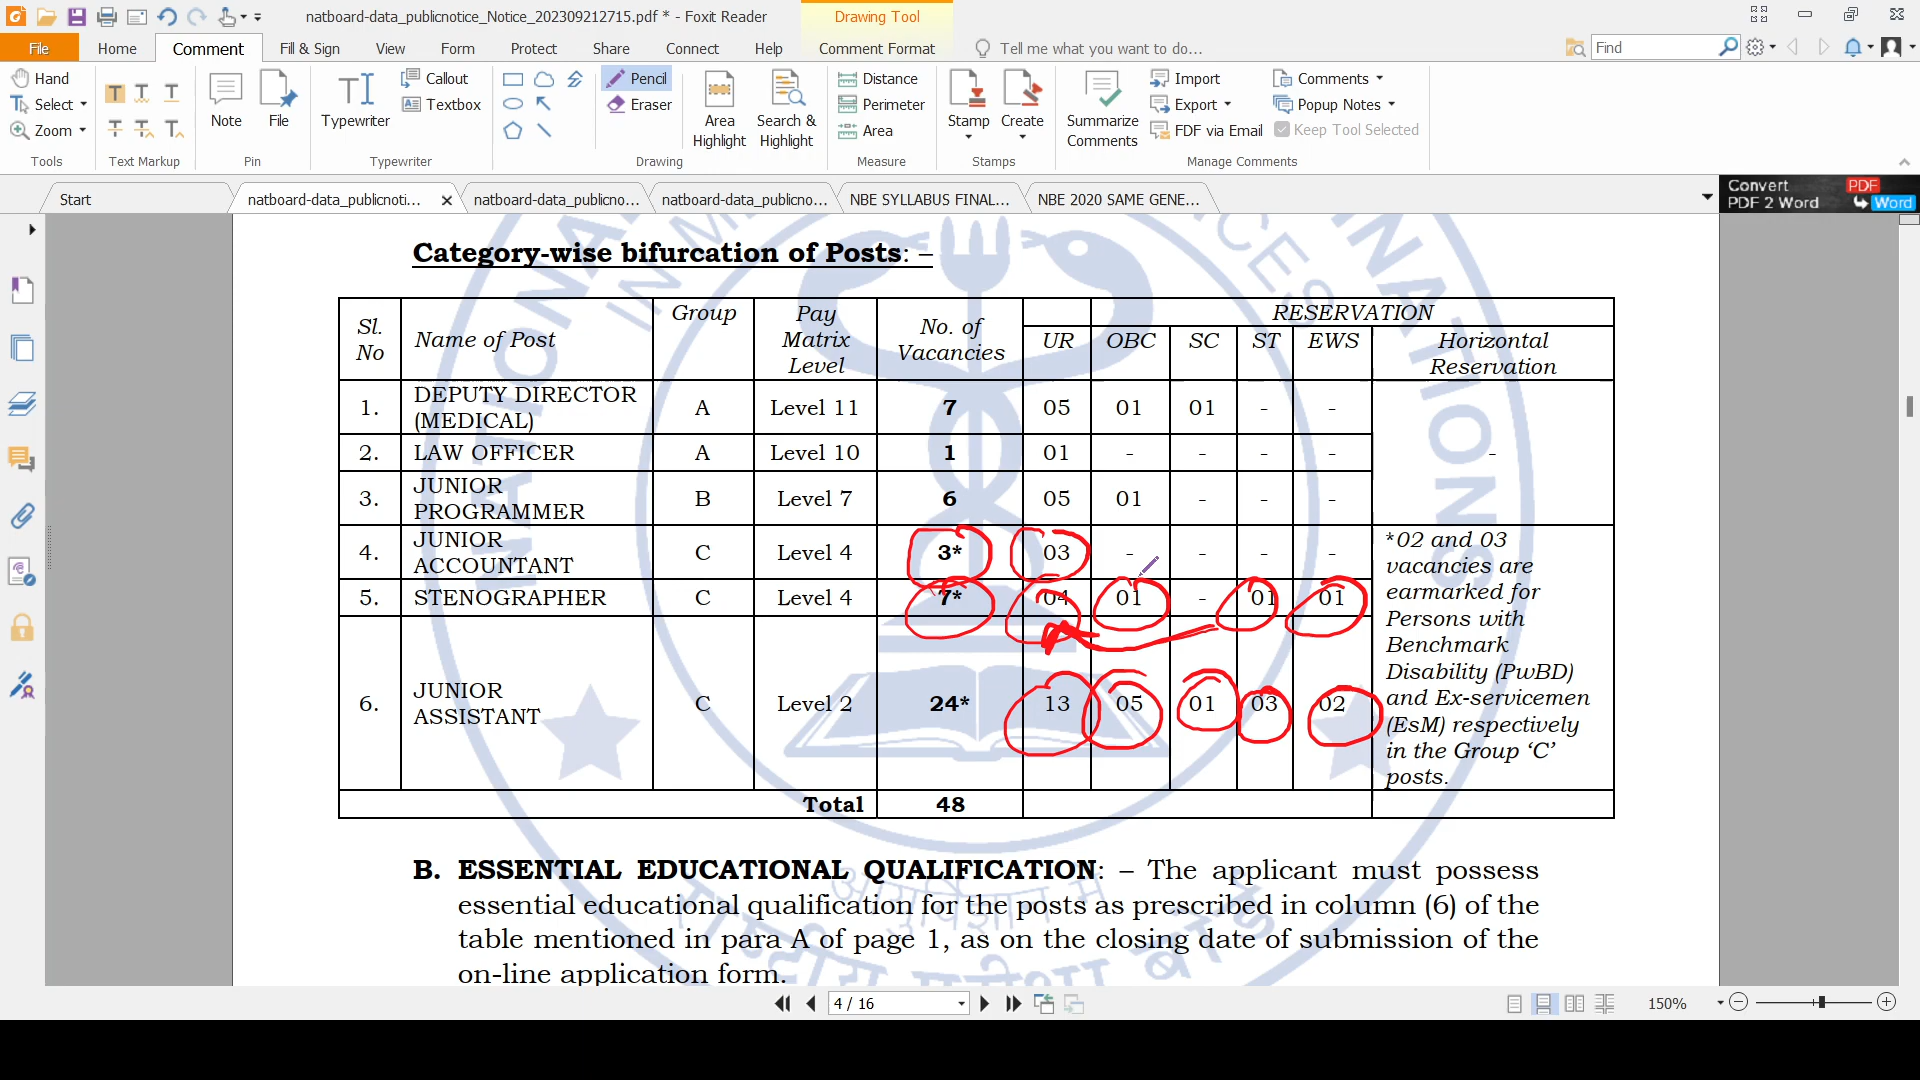 natboard-data_publicnotice_Notice_202309212715.pdf * - Foxit Reader
Drawing Tool
File
Home
Comment
Fill & Sign
View
Form
Protect
Share
Connect
Help
Comment Format
Tell me what you want to do...
Find
Hand
Select
Zoom
Tools
Text Markup
Note
File
Pin
Typewriter
Callout
Textbox
Typewriter
Pencil
Eraser
Area Highlight
Search & Highlight
Drawing
Distance
Perimeter
Area
Measure
Stamp
Create
Stamps
Summarize Comments
Import
Export
FDF via Email
Comments
Popup Notes
Keep Tool Selected
Manage Comments
Start
natboard-data_publicnoti...
natboard-data_publicno...
natboard-data_publicno...
NBE SYLLABUS FINAL...
NBE 2020 SAME GENE...
Convert PDF
PDF 2 Word Word
Category-wise bifurcation of Posts: –
Sl. No
Name of Post
Group
Pay Matrix Level
No. of Vacancies
UR
RESERVATION
OBC SC ST EWS
Horizontal Reservation
1. DEPUTY DIRECTOR (MEDICAL) A Level 11 7 05 01 01 - -
2. LAW OFFICER A Level 10 1 01 - - - - -
3. JUNIOR PROGRAMMER B Level 7 6 05 01 - - -
4. JUNIOR ACCOUNTANT C Level 4 3* 03 - - - -
5. STENOGRAPHER C Level 4 7* 04 01 - 01 01
6. JUNIOR ASSISTANT C Level 2 24* 13 05 01 03 02
*02 and 03
vacancies are
earmarked for
Persons with
Benchmark
Disability (PwBD)
and Ex-servicemen
(EsM) respectively
in the Group ‘C’
posts.
Total 48
B. ESSENTIAL EDUCATIONAL QUALIFICATION: – The applicant must possess
essential educational qualification for the posts as prescribed in column (6) of the
table mentioned in para A of page 1, as on the closing date of submission of the
on-line application form.
4 / 16
150%